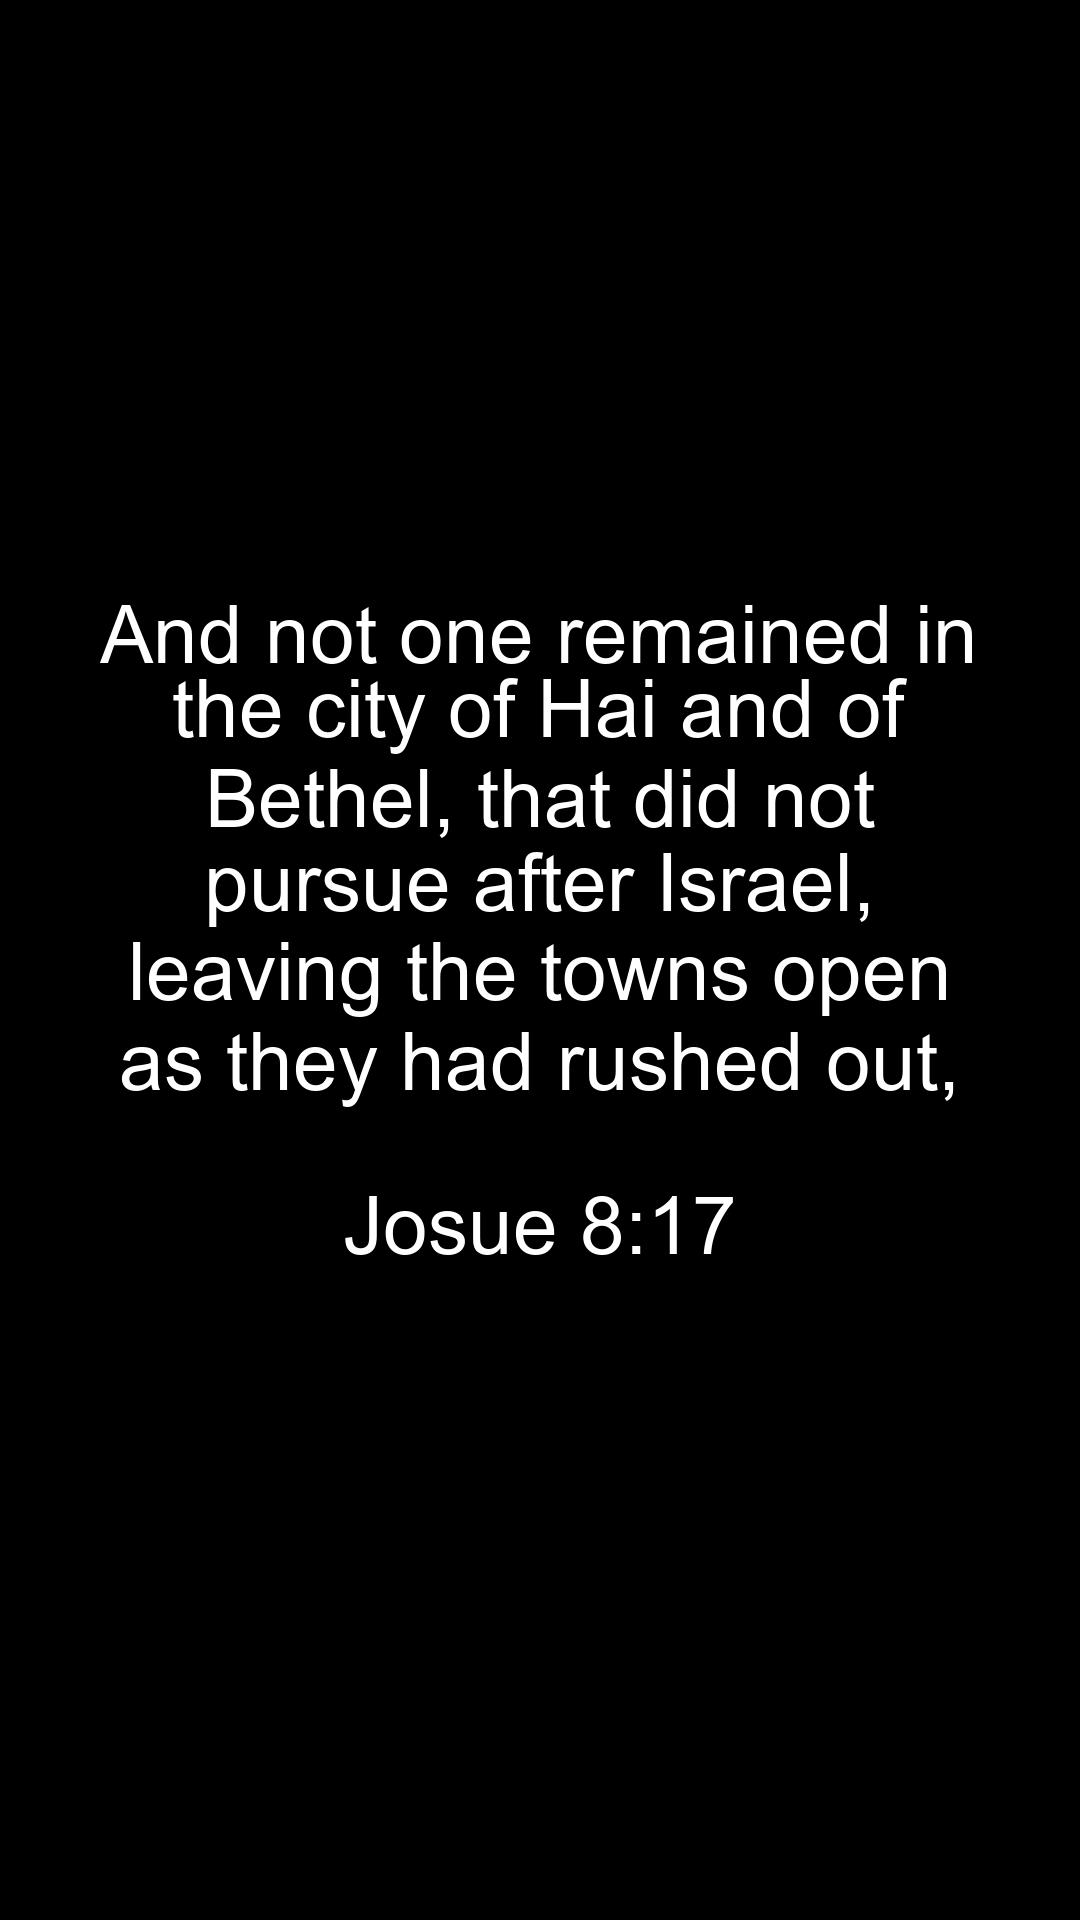 And not one remained in
the city of Hai and of
Bethel, that did not
pursue after Israel,
leaving the towns open
as they had rushed out,
Josue 8:17